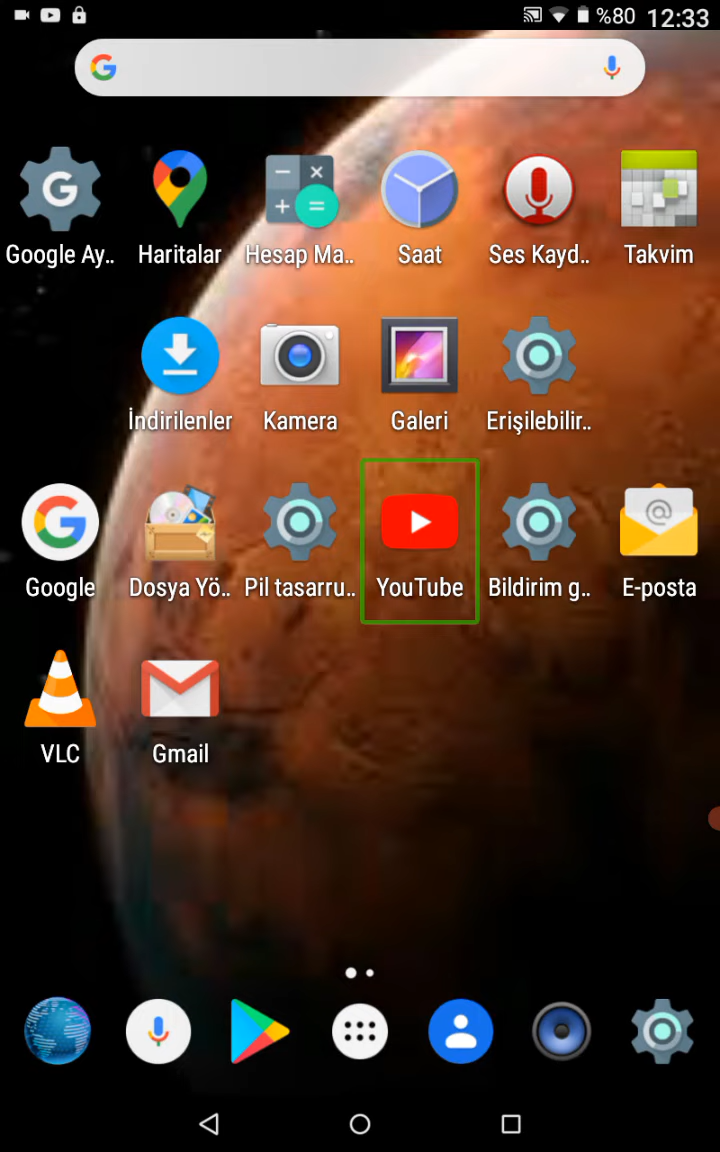 %80 12:33
Google Ay..
Haritalar
Hesap Ma..
Saat
Ses Kayd..
Takvim
İndirilenler
Kamera
Galeri
Erişilebilir..
Google
Dosya Yö..
Pil tasarru..
YouTube
Bildirim g..
E-posta
VLC
Gmail